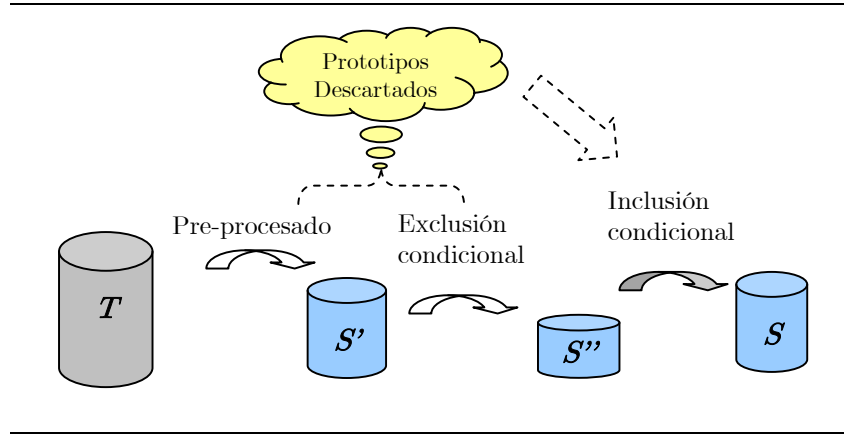 Prototipos
Descartados
Pre-procesado
Exclusión
condicional
Inclusión
condicional
T
S’
S’’
S